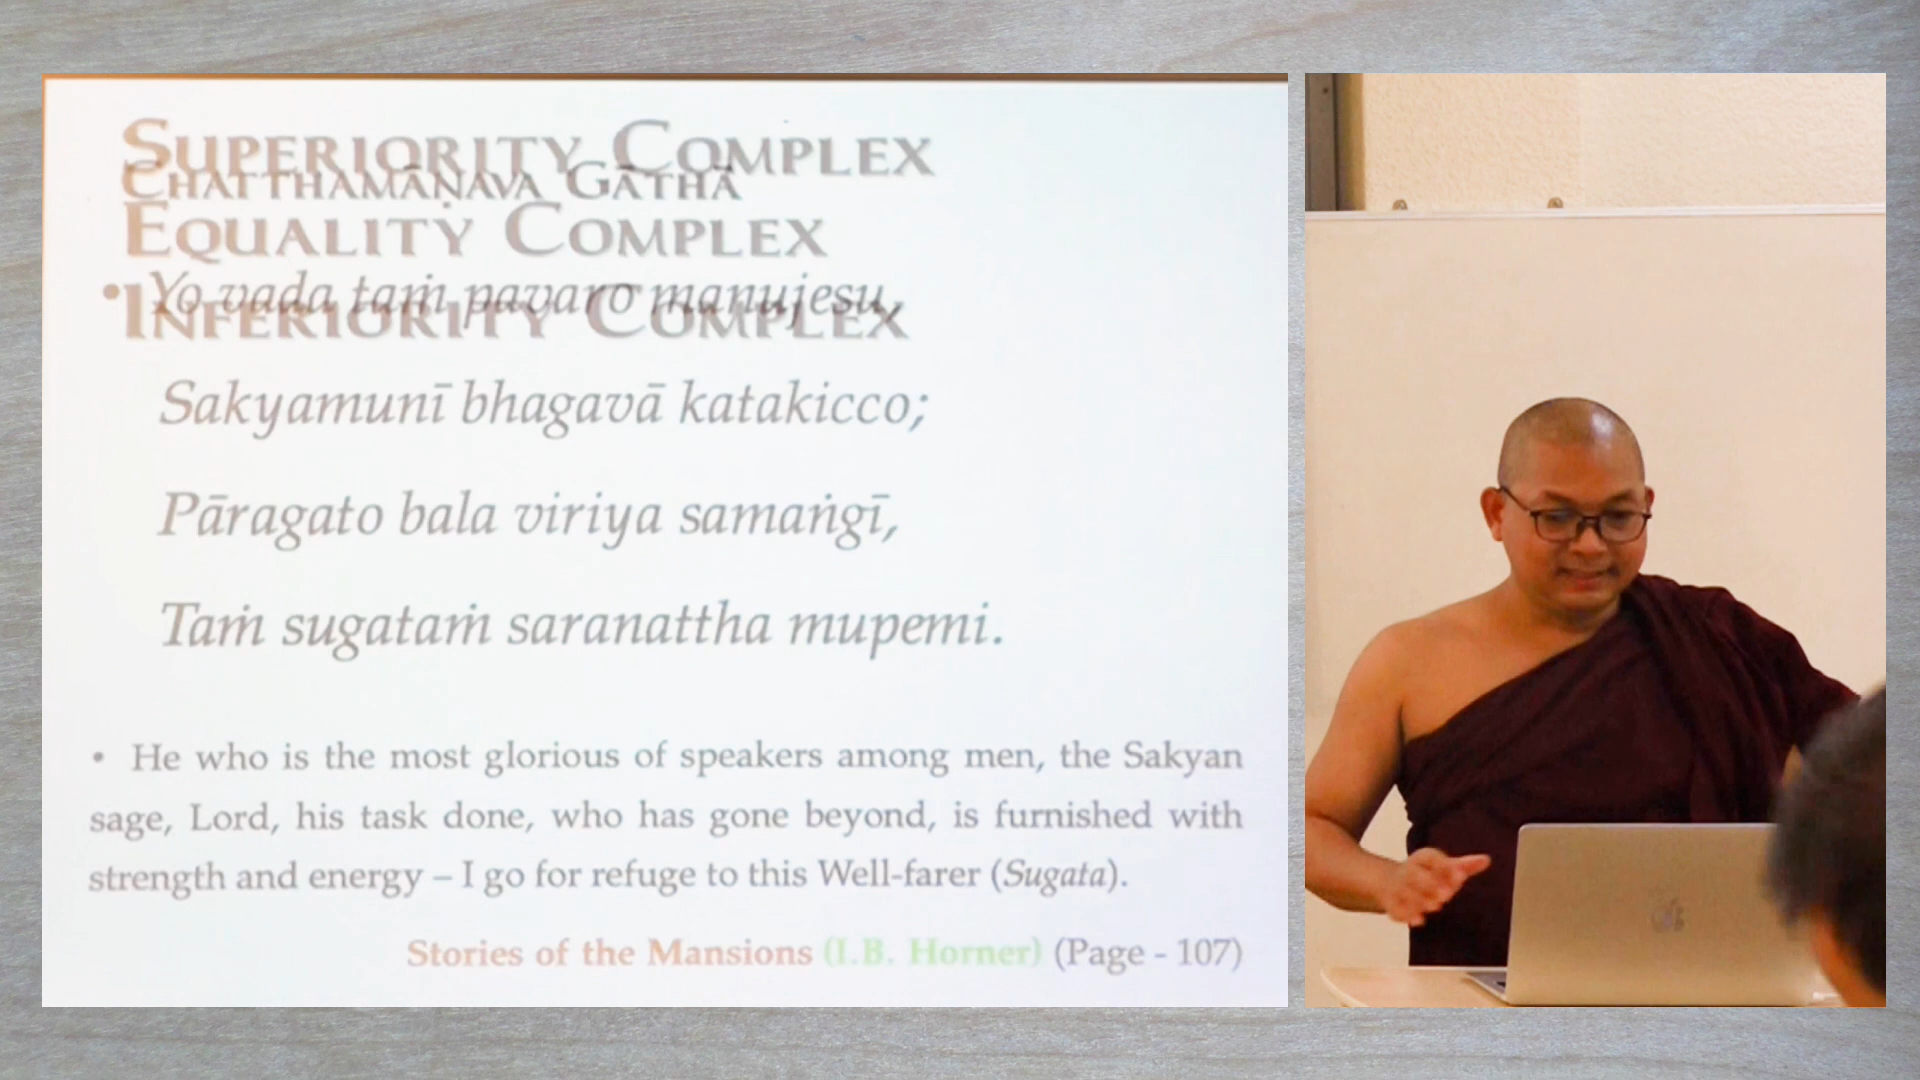 SUPERIORITY COMPLEX
CHATTHAMĀṆAVA GĀTHĀ
EQUALITY COMPLEX
• Yo vada taṁ pavaro manujesu,
INFERIORITY COMPLEX
Sakyamunī bhagavā katakicco;
Pāragato bala viriya samaṅgī,
Taṁ sugataṁ saranattha mupemi.
• He who is the most glorious of speakers among men, the Sakyan
sage, Lord, his task done, who has gone beyond, is furnished with
strength and energy – I go for refuge to this Well-farer (Sugata).
Stories of the Mansions (I.B. Horner) (Page - 107)